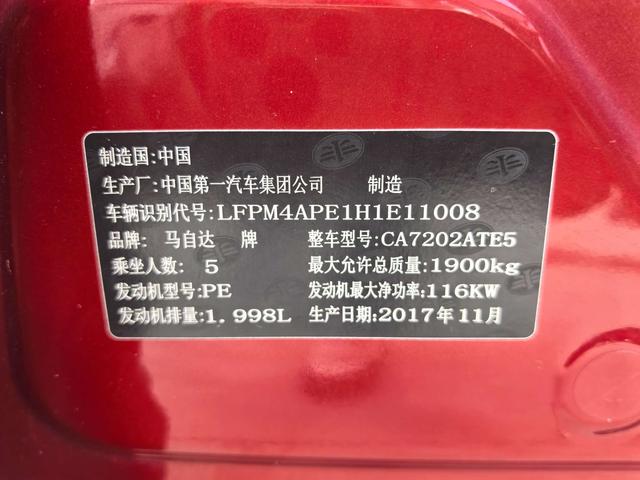 制造国:中国
生产厂:中国第一汽车集团公司 制造
车辆识别代号:LFPM4APE1H1E11008
品牌: 马自达 牌 整车型号:CA7202ATE5
乘坐人数: 5 最大允许总质量:1900kg
发动机型号:PE 发动机最大净功率:116KW
发动机排量:1.998L 生产日期:2017年11月